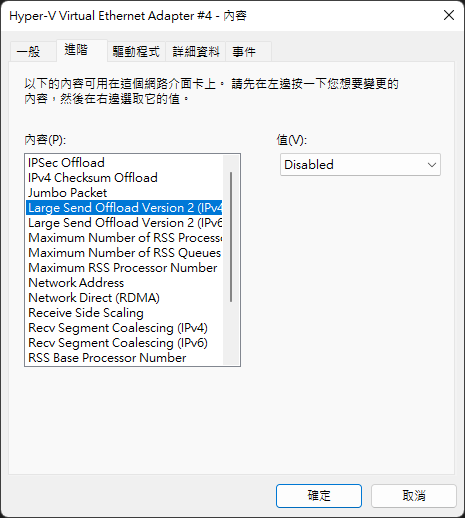 Hyper-V Virtual Ethernet Adapter #4 - 內容
一般
進階
驅動程式
詳細資料
事件
以下的內容可用在這個網路介面卡上。 請先在左邊按一下您想要變更的
內容，然後在右邊選取它的值。
內容(P):
值(V):
IPSec Offload
IPv4 Checksum Offload
Jumbo Packet
Large Send Offload Version 2 (IPv4
Large Send Offload Version 2 (IPv6
Maximum Number of RSS Processo
Maximum Number of RSS Queues
Maximum RSS Processor Number
Network Address
Network Direct (RDMA)
Receive Side Scaling
Recv Segment Coalescing (IPv4)
Recv Segment Coalescing (IPv6)
RSS Base Processor Number
Disabled
確定
取消